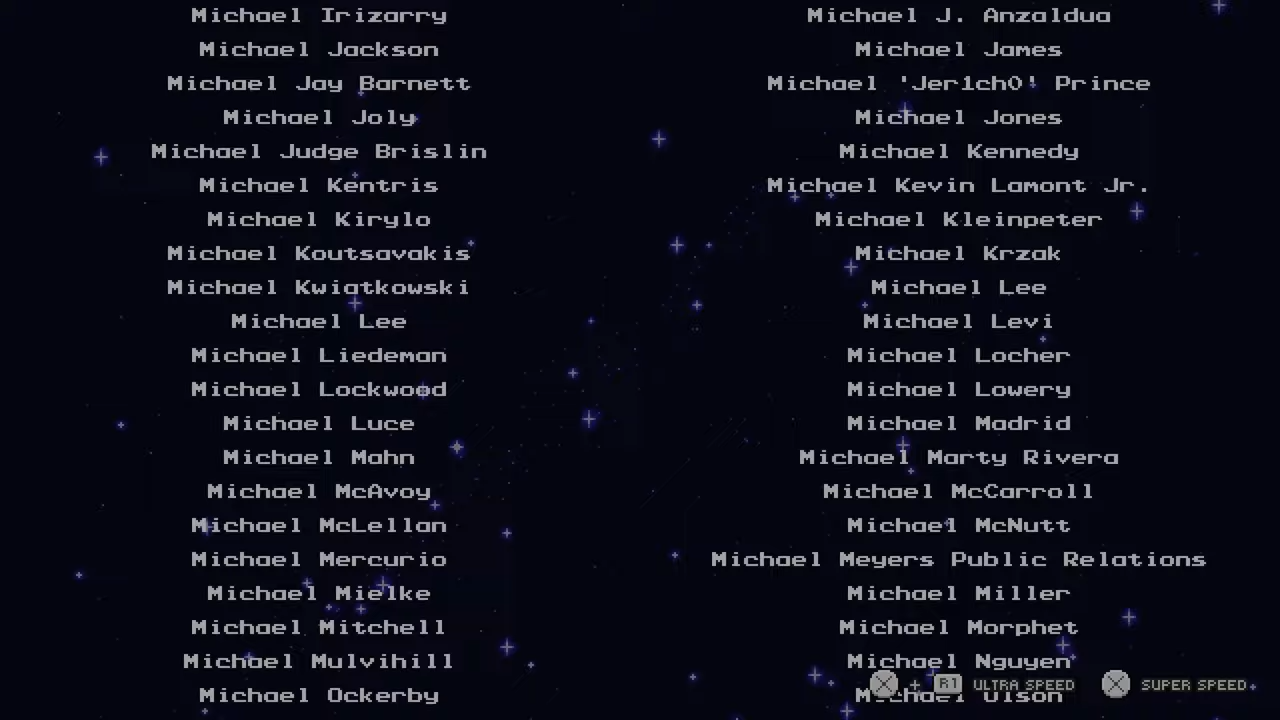 Michael Irizarry
Michael J. Anzaldua
Michael Jackson
Michael James
Michael Jay Barnett
Michael 'Jer1ch0' Prince
Michael Joly
Michael Jones
Michael Judge Brislin
Michael Kennedy
Michael Kentris
Michael Kevin Lamont Jr.
Michael Kirylo
Michael Kleinpeter
Michael Koutsavakis
Michael Krzak
Michael Kwiatkowski
Michael Lee
Michael Lee
Michael Levi
Michael Liedeman
Michael Locher
Michael Lockwood
Michael Lowery
Michael Luce
Michael Madrid
Michael Mahn
Michael Marty Rivera
Michael McAvoy
Michael McCarroll
Michael McLellan
Michael McNutt
Michael Mercurio
Michael Meyers Public Relations
Michael Mielke
Michael Miller
Michael Mitchell
Michael Morphet
Michael Mulvihill
Michael Nguyen
Michael Ockerby
Michael Olson
+ R1 ULTRA SPEED
SUPER SPEED